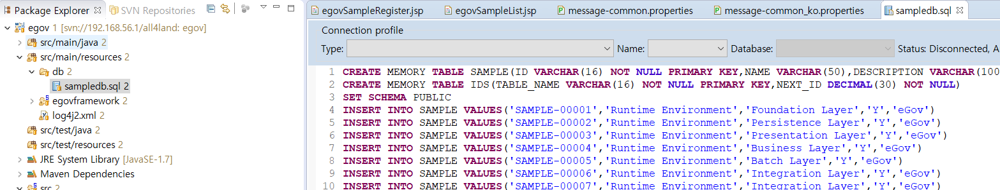 Package Explorer
SVN Repositories
egov 1 [svn://192.168.56.1/all4land: egov]
src/main/java 2
src/main/resources 2
db 2
sampledb.sql 2
egovframework 2
log4j2.xml 2
src/test/java 2
src/test/resources 2
JRE System Library [JavaSE-1.7]
Maven Dependencies
src 2
egovSampleRegister.jsp
egovSampleList.jsp
message-common.properties
message-common_ko.properties
sampledb.sql
Connection profile
Type: Name: Database: Status: Disconnected, A
1 CREATE MEMORY TABLE SAMPLE(ID VARCHAR(16) NOT NULL PRIMARY KEY,NAME VARCHAR(50),DESCRIPTION VARCHAR(100
2 CREATE MEMORY TABLE IDS(TABLE_NAME VARCHAR(16) NOT NULL PRIMARY KEY,NEXT_ID DECIMAL(30) NOT NULL)
3 SET SCHEMA PUBLIC
4 INSERT INTO SAMPLE VALUES('SAMPLE-00001','Runtime Environment','Foundation Layer','Y','eGov')
5 INSERT INTO SAMPLE VALUES('SAMPLE-00002','Runtime Environment','Persistence Layer','Y','eGov')
6 INSERT INTO SAMPLE VALUES('SAMPLE-00003','Runtime Environment','Presentation Layer','Y','eGov')
7 INSERT INTO SAMPLE VALUES('SAMPLE-00004','Runtime Environment','Business Layer','Y','eGov')
8 INSERT INTO SAMPLE VALUES('SAMPLE-00005','Runtime Environment','Batch Layer','Y','eGov')
9 INSERT INTO SAMPLE VALUES('SAMPLE-00006','Runtime Environment','Integration Layer','Y','eGov')
10 INSERT INTO SAMPLE VALUES('SAMPLE-00007','Runtime Environment','Integration Layer','Y','eGov')